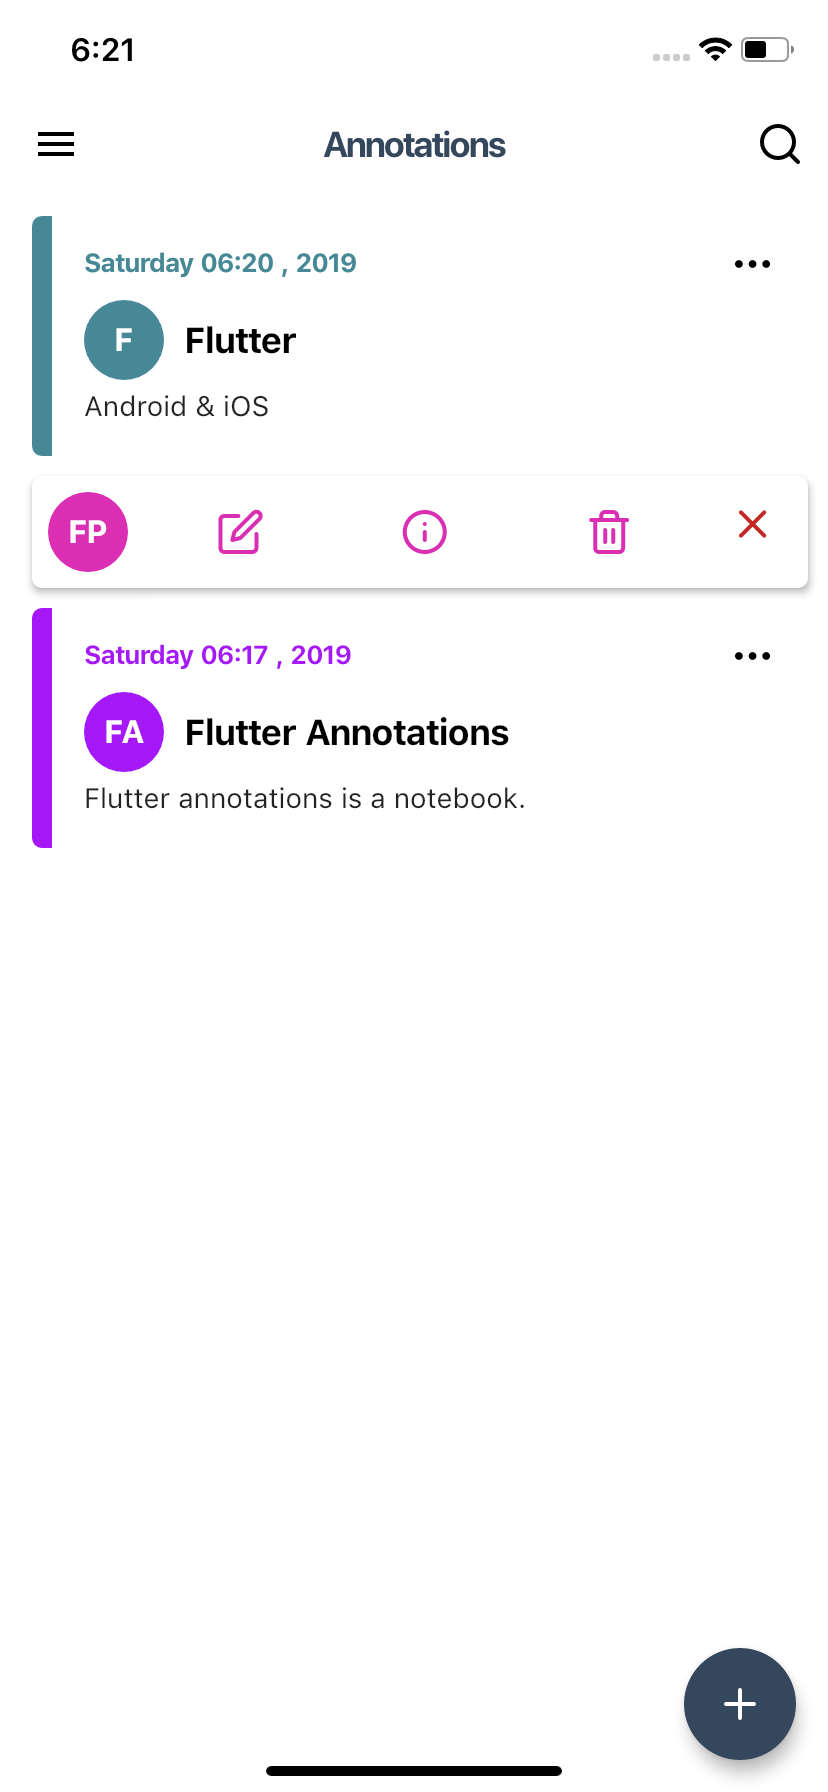 6:21
Annotations
Saturday 06:20 , 2019
F Flutter
Android & iOS
FP
Saturday 06:17 , 2019
FA Flutter Annotations
Flutter annotations is a notebook.